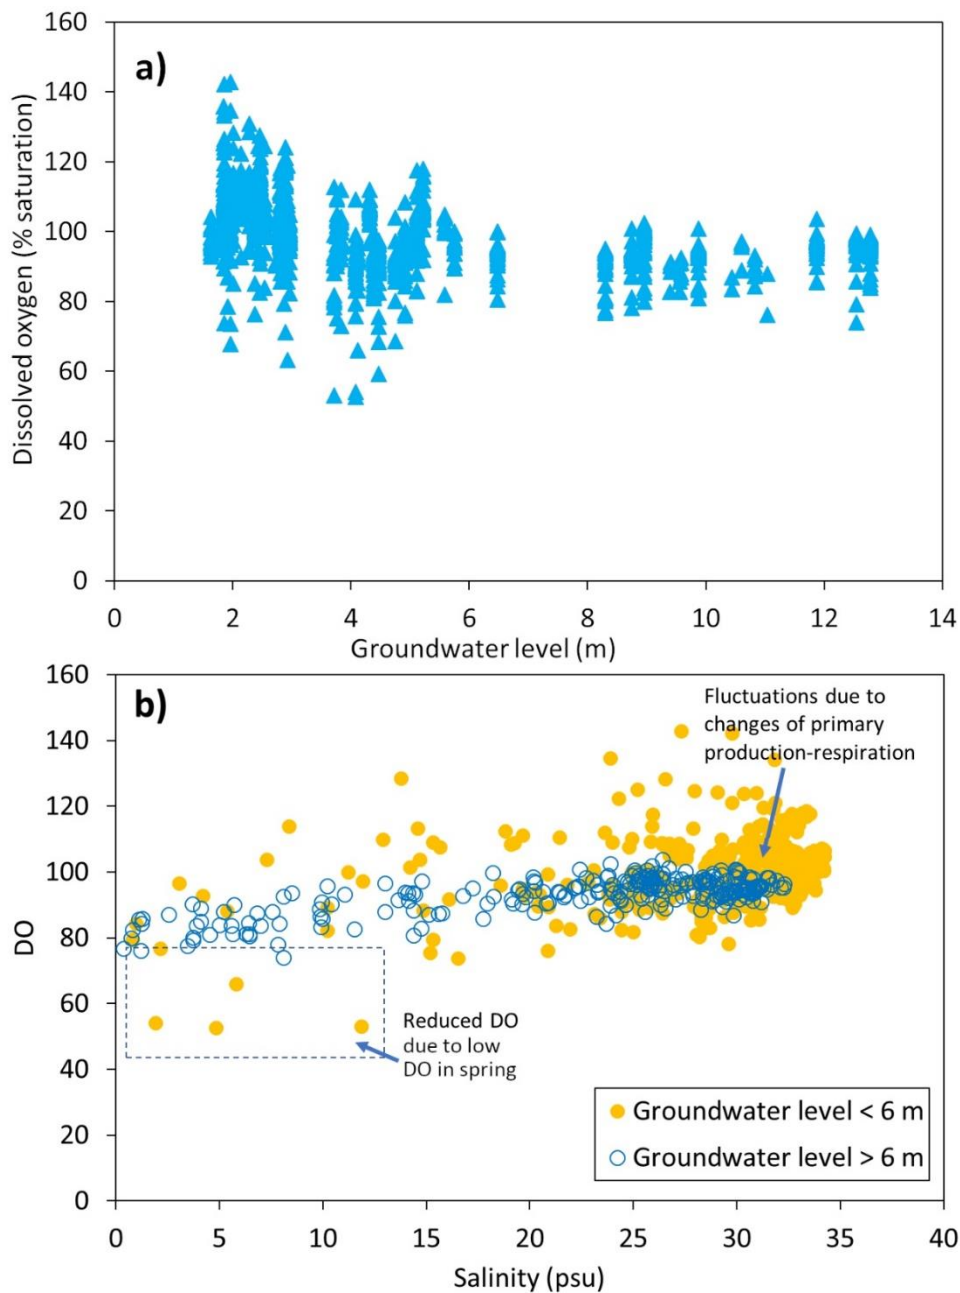 160
a)
140
120
100
80
60
40
20
0
Dissolved oxygen (% saturation)
0 2 4 6 8 10 12 14
Groundwater level (m)
160
b)
Fluctuations due to
changes of primary
production-respiration
140
120
100
80
60
40
20
0
DO
Reduced DO
due to low
DO in spring
Groundwater level < 6 m
Groundwater level > 6 m
0 5 10 15 20 25 30 35 40
Salinity (psu)